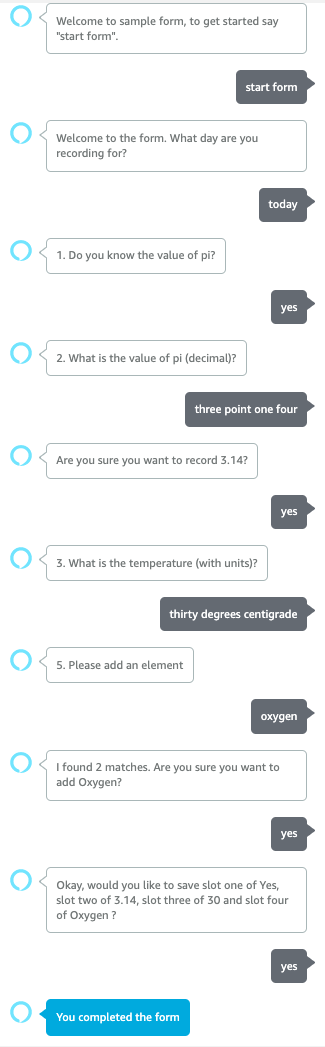 Welcome to sample form, to get started say
"start form".
start form
Welcome to the form. What day are you
recording for?
today
1. Do you know the value of pi?
yes
2. What is the value of pi (decimal)?
three point one four
Are you sure you want to record 3.14?
yes
3. What is the temperature (with units)?
thirty degrees centigrade
5. Please add an element
oxygen
I found 2 matches. Are you sure you want to
add Oxygen?
yes
Okay, would you like to save slot one of Yes,
slot two of 3.14, slot three of 30 and slot four
of Oxygen ?
yes
You completed the form